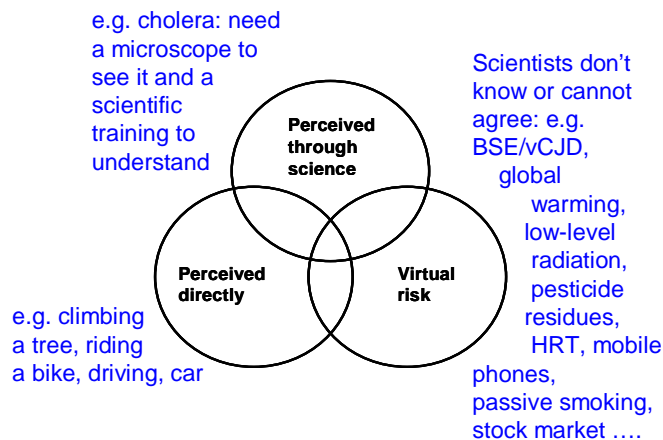 e.g. cholera: need
a microscope to
see it and a
scientific
training to
understand
Perceived
through
science
Scientists don't
know or cannot
agree: e.g.
BSE/vCJD,
global
warming,
low-level
radiation,
pesticide
residues,
HRT, mobile
phones,
passive smoking,
stock market ….
Perceived
directly
Virtual
risk
e.g. climbing
a tree, riding
a bike, driving, car